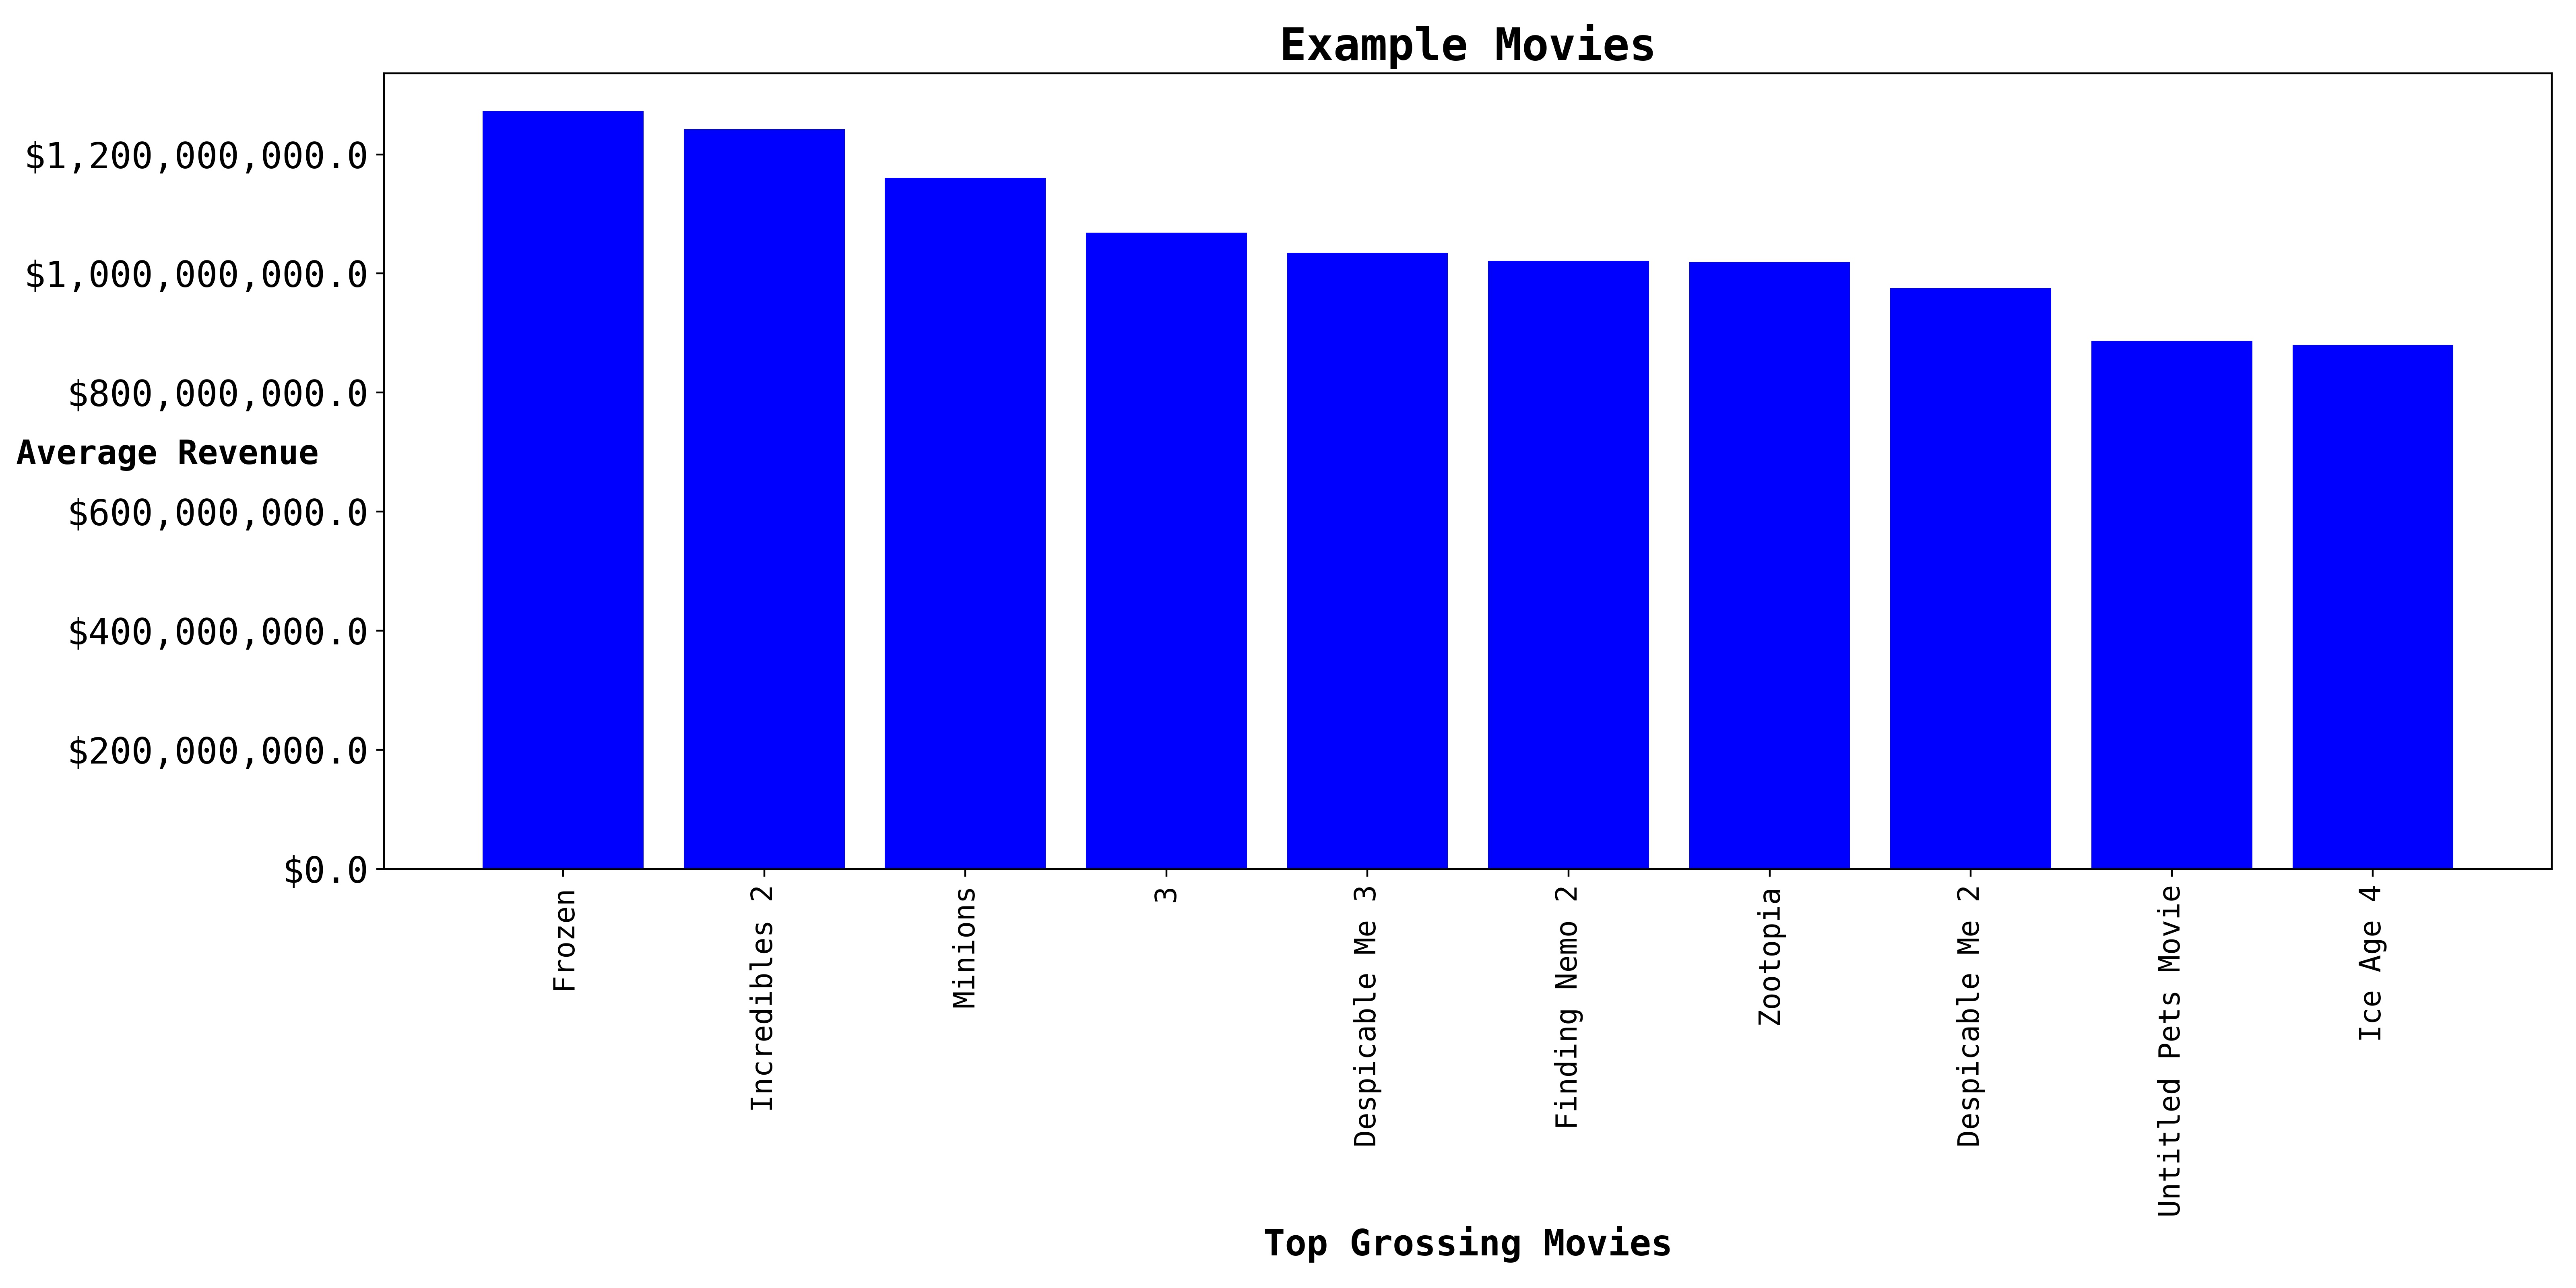 Example Movies
$1,200,000,000.0
$1,000,000,000.0
$800,000,000.0
Average Revenue
$600,000,000.0
$400,000,000.0
$200,000,000.0
$0.0
Frozen
Incredibles 2
Minions
3
Despicable Me 3
Finding Nemo 2
Zootopia
Despicable Me 2
Untitled Pets Movie
Ice Age 4
Top Grossing Movies